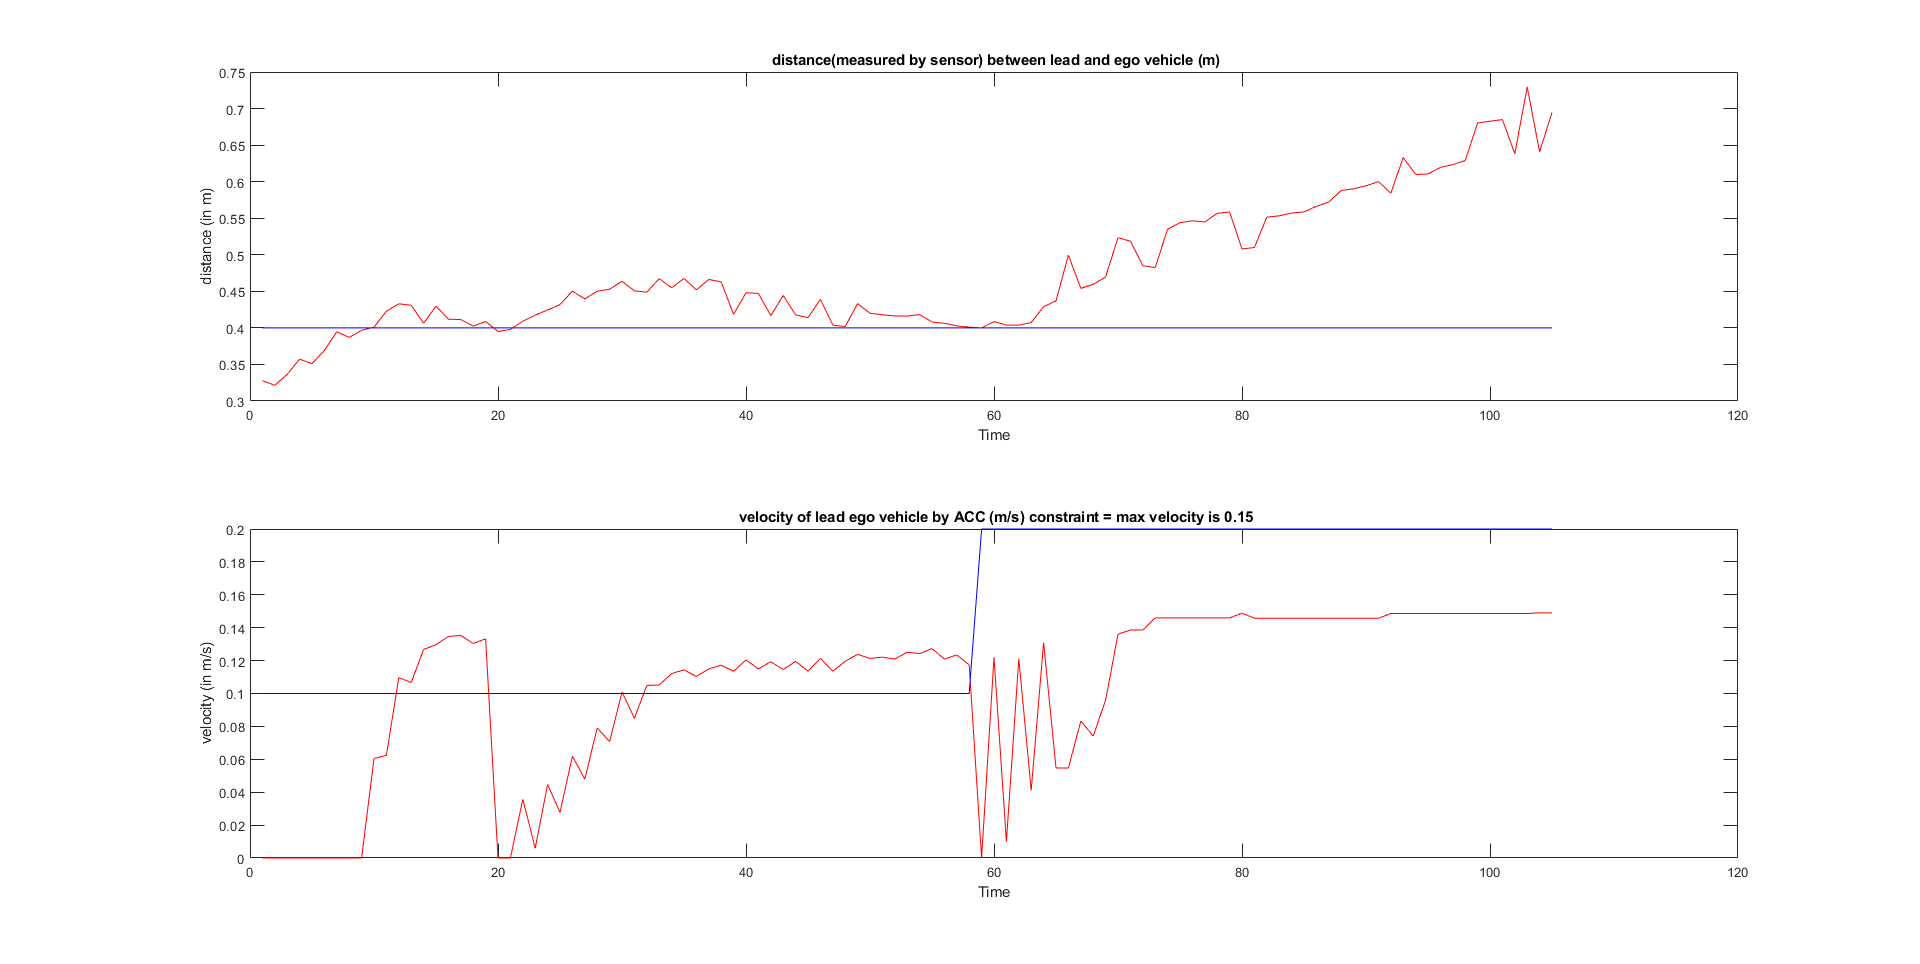 distance(measured by sensor) between lead and ego vehicle (m)
0.75
0.7
0.65
0.6
0.55
0.5
0.45
0.4
0.35
0.3
distance (in m)
0 20 40 60 80 100 120
Time
velocity of lead ego vehicle by ACC (m/s) constraint = max velocity is 0.15
0.2
0.18
0.16
0.14
0.12
0.1
0.08
0.06
0.04
0.02
0
velocity (in m/s)
0 20 40 60 80 100 120
Time